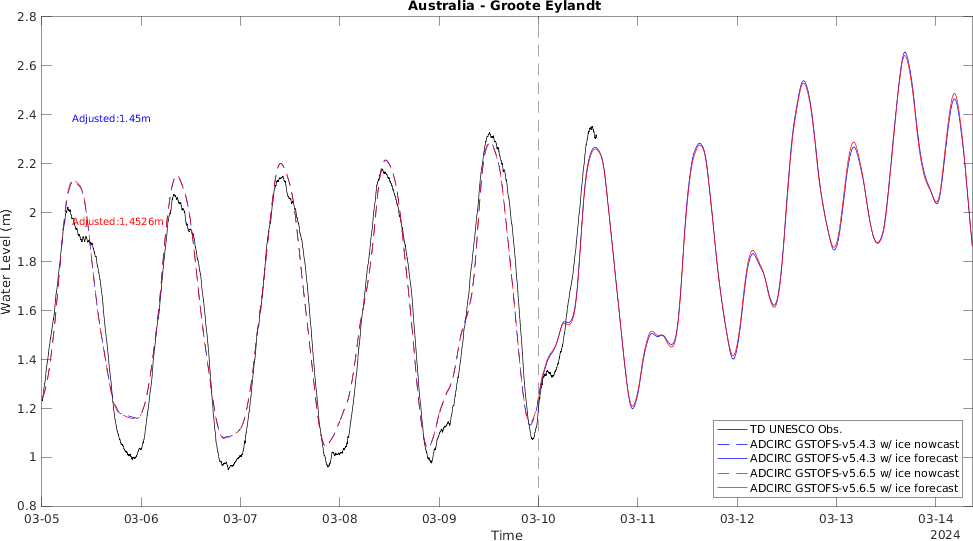 Australia - Groote Eylandt
2.8
2.6
2.4
2.2
2
1.8
1.6
1.4
1.2
1
0.8
Water Level (m)
Adjusted:1.45m
Adjusted:1.4526m
TD UNESCO Obs.
ADCIRC GSTOFS-v5.4.3 w/ ice nowcast
ADCIRC GSTOFS-v5.4.3 w/ ice forecast
ADCIRC GSTOFS-v5.6.5 w/ ice nowcast
ADCIRC GSTOFS-v5.6.5 w/ ice forecast
03-05 03-06 03-07 03-08 03-09 03-10 03-11 03-12 03-13 03-14
2024
Time